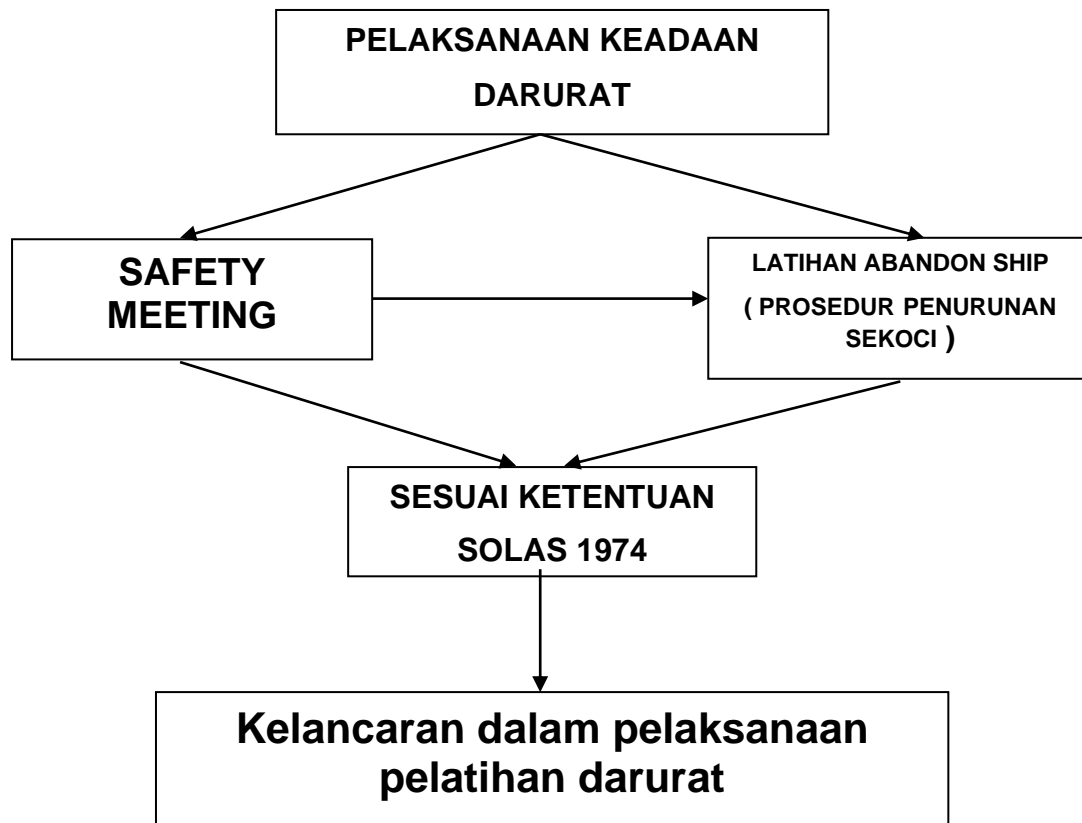 PELAKSANAAN KEADAAN
DARURAT
SAFETY
MEETING
LATIHAN ABANDON SHIP
( PROSEDUR PENURUNAN
SEKOCI )
SESUAI KETENTUAN
SOLAS 1974
Kelancaran dalam pelaksanaan
pelatihan darurat